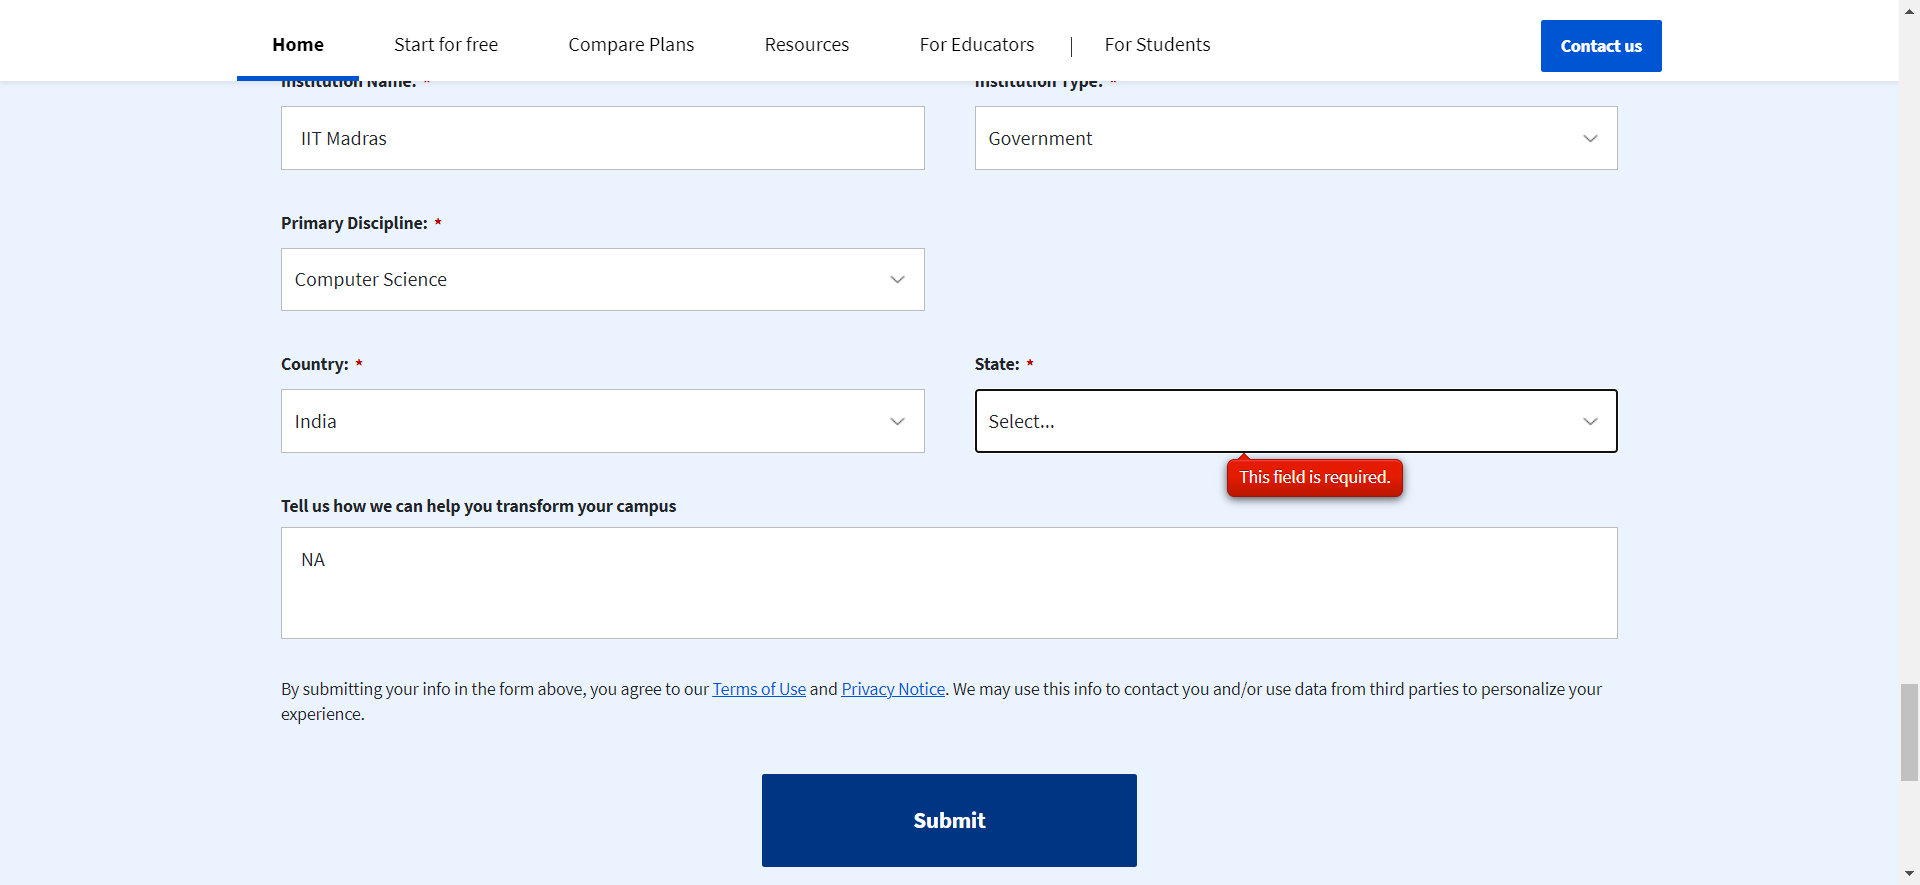 Home Start for free Compare Plans Resources For Educators | For Students Contact us
Institution Name: * Institution Type: *
IIT Madras Government
Primary Discipline: *
Computer Science
Country: * State: *
India Select...
This field is required.
Tell us how we can help you transform your campus
NA
By submitting your info in the form above, you agree to our Terms of Use and Privacy Notice. We may use this info to contact you and/or use data from third parties to personalize your
experience.
Submit